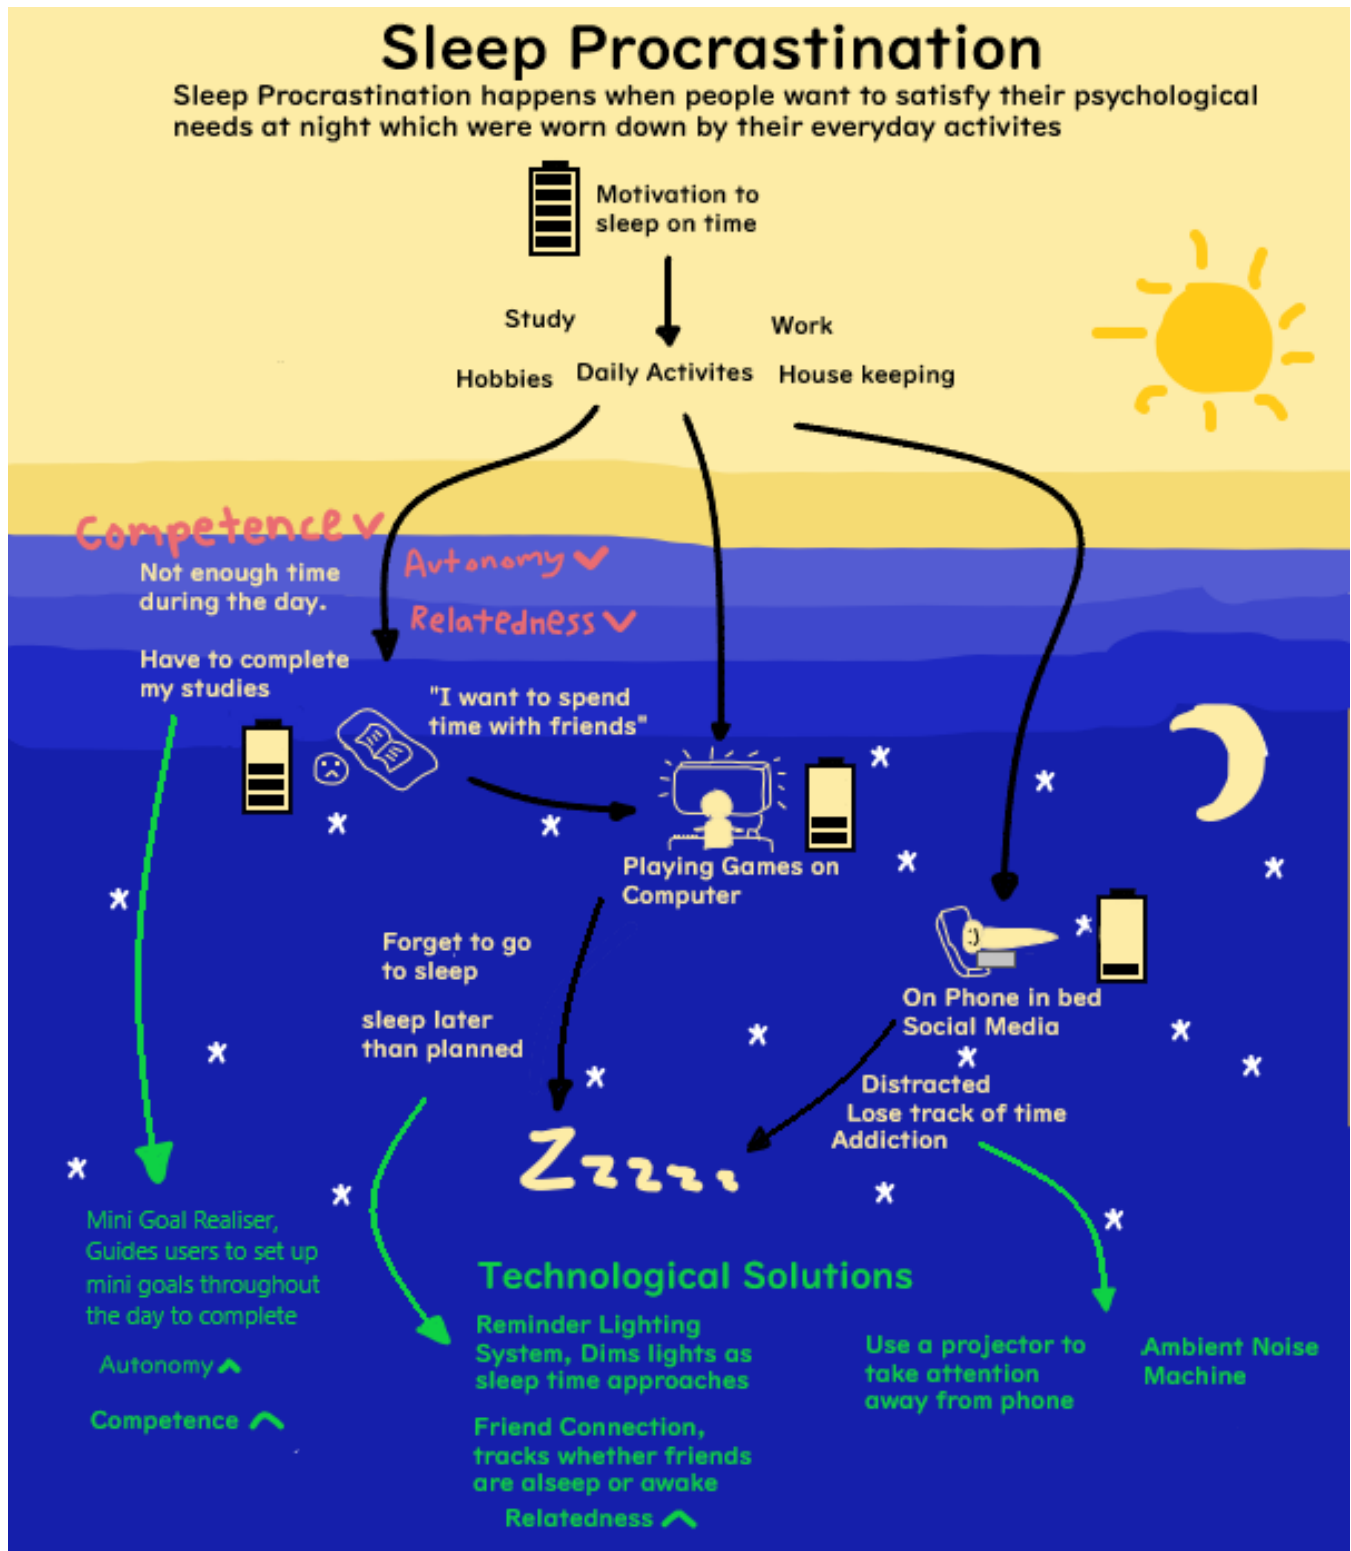 Sleep Procrastination
Sleep Procrastination happens when people want to satisfy their psychological
needs at night which were worn down by their everyday activites
Motivation to
sleep on time
Study
Work
Hobbies
Daily Activites
House keeping
Competence
Not enough time
during the day.
Autonomy
Relatedness
Have to complete
my studies
"I want to spend
time with friends"
Playing Games on
Computer
Forget to go
to sleep
sleep later
than planned
On Phone in bed
Social Media
Distracted
Lose track of time
Addiction
Zzzzz
Mini Goal Realiser,
Guides users to set up
mini goals throughout
the day to complete
Autonomy
Competence
Technological Solutions
Reminder Lighting
System, Dims lights as
sleep time approaches
Friend Connection,
tracks whether friends
are alseep or awake
Relatedness
Use a projector to
take attention
away from phone
Ambient Noise
Machine